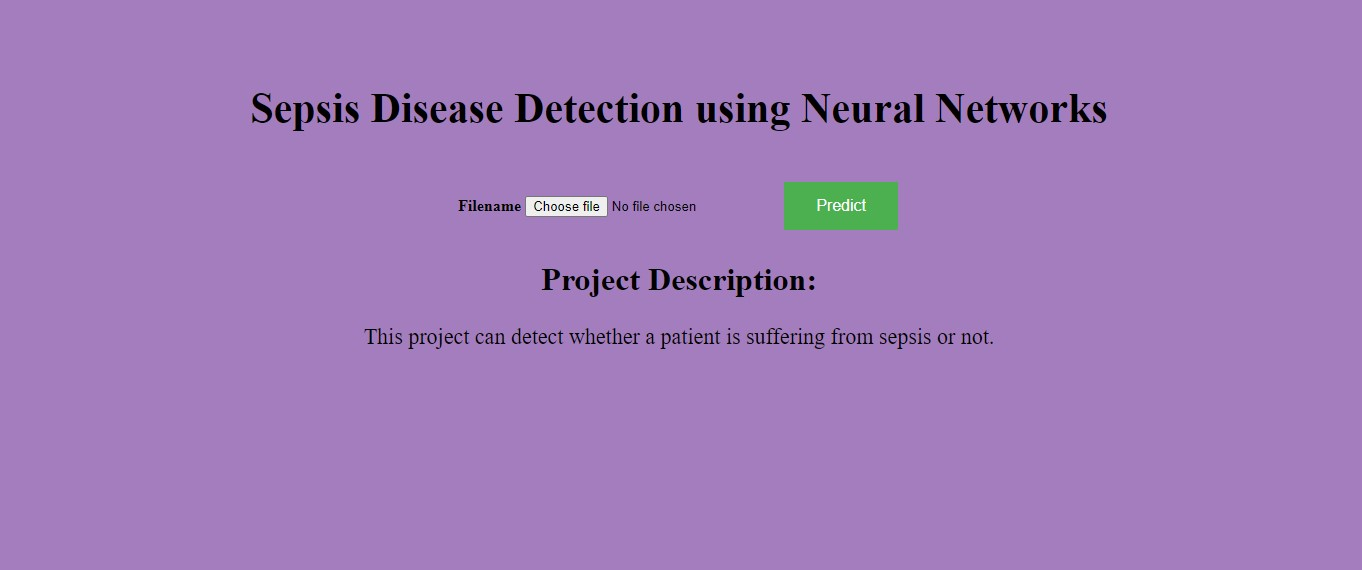 Sepsis Disease Detection using Neural Networks
Filename Choose file No file chosen Predict
Project Description:
This project can detect whether a patient is suffering from sepsis or not.